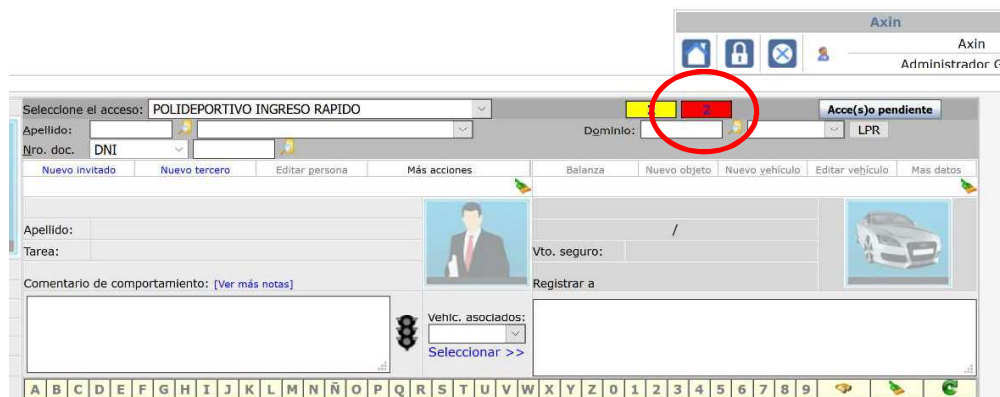 Axin
Axin
Administrador G
Seleccione el acceso: POLIDEPORTIVO INGRESO RAPIDO 2 Acce(s)o pendiente
Apellido: Dominio: LPR
Nro. doc. DNI
Nuevo invitado Nuevo tercero Editar persona Más acciones Balanza Nuevo objeto Nuevo vehículo Editar vehículo Mas datos
Apellido: /
Tarea: Vto. seguro:
Comentario de comportamiento: [Ver más notas] Registrar a
Vehic. asociados:
Seleccionar >>
A B C D E F G H I J K L M N Ñ O P Q R S T U V W X Y Z 0 1 2 3 4 5 6 7 8 9